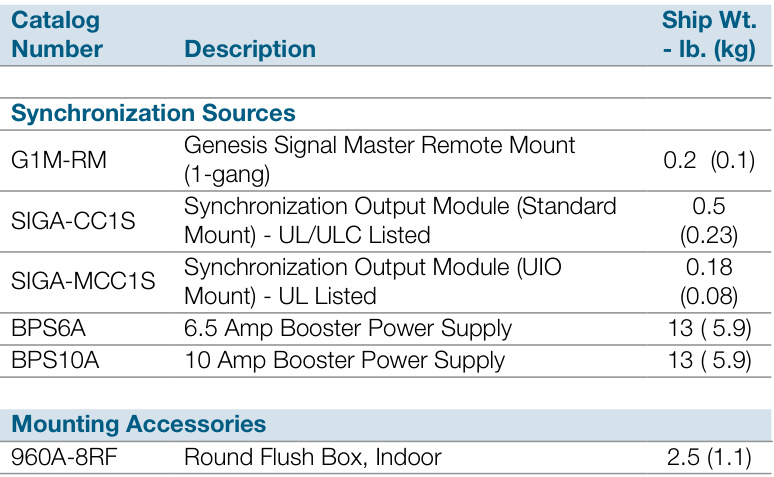 Catalog Number Description Ship Wt. - lb. (kg)
Synchronization Sources
G1M-RM Genesis Signal Master Remote Mount (1-gang) 0.2 (0.1)
SIGA-CC1S Synchronization Output Module (Standard Mount) - UL/ULC Listed 0.5 (0.23)
SIGA-MCC1S Synchronization Output Module (UIO Mount) - UL Listed 0.18 (0.08)
BPS6A 6.5 Amp Booster Power Supply 13 ( 5.9)
BPS10A 10 Amp Booster Power Supply 13 ( 5.9)
Mounting Accessories
960A-8RF Round Flush Box, Indoor 2.5 (1.1)